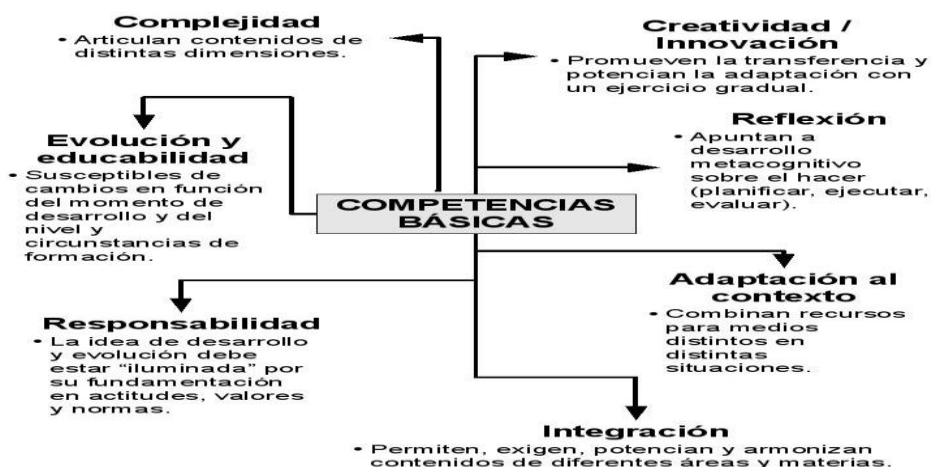 Complejidad
• Articulan contenidos de
distintas dimensiones.
Creatividad /
Innovación
• Promueven la transferencia y
potencian la adaptación con
un ejercicio gradual.
Reflexión
• Apuntan a
desarrollo
metacognitivo
sobre el hacer
(planificar, ejecutar,
evaluar).
Evolución y
educabilidad
• Susceptibles de
cambios en función
del momento de
desarrollo y del
nivel y
circunstancias de
formación.
COMPETENCIAS
BÁSICAS
Adaptación al
contexto
• Combinan recursos
para medios
distintos en
distintas
situaciones.
Responsabilidad
• La idea de desarrollo
y evolución debe
estar “iluminada” por
su fundamentación
en actitudes, valores
y normas.
Integración
• Permiten, exigen, potencian y armonizan
contenidos de diferentes áreas y materias.